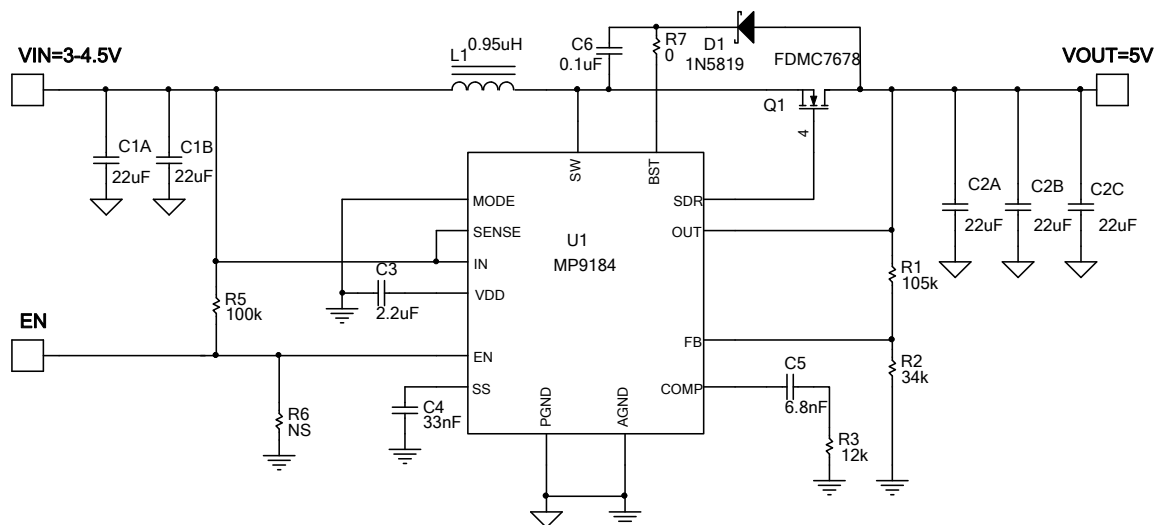 VIN=3-4.5V
L1
0.95uH
C6
0.1uF
R7
0
D1
1N5819
FDMC7678
VOUT=5V
Q1
4
C1A
22uF
C1B
22uF
SW
BST
MODE
SDR
SENSE
OUT
U1
MP9184
IN
C3
2.2uF
VDD
C2A
22uF
C2B
22uF
C2C
22uF
R5
100k
R1
105k
EN
EN
FB
R2
34k
SS
COMP
C5
6.8nF
C4
33nF
R6
NS
PGND
AGND
R3
12k